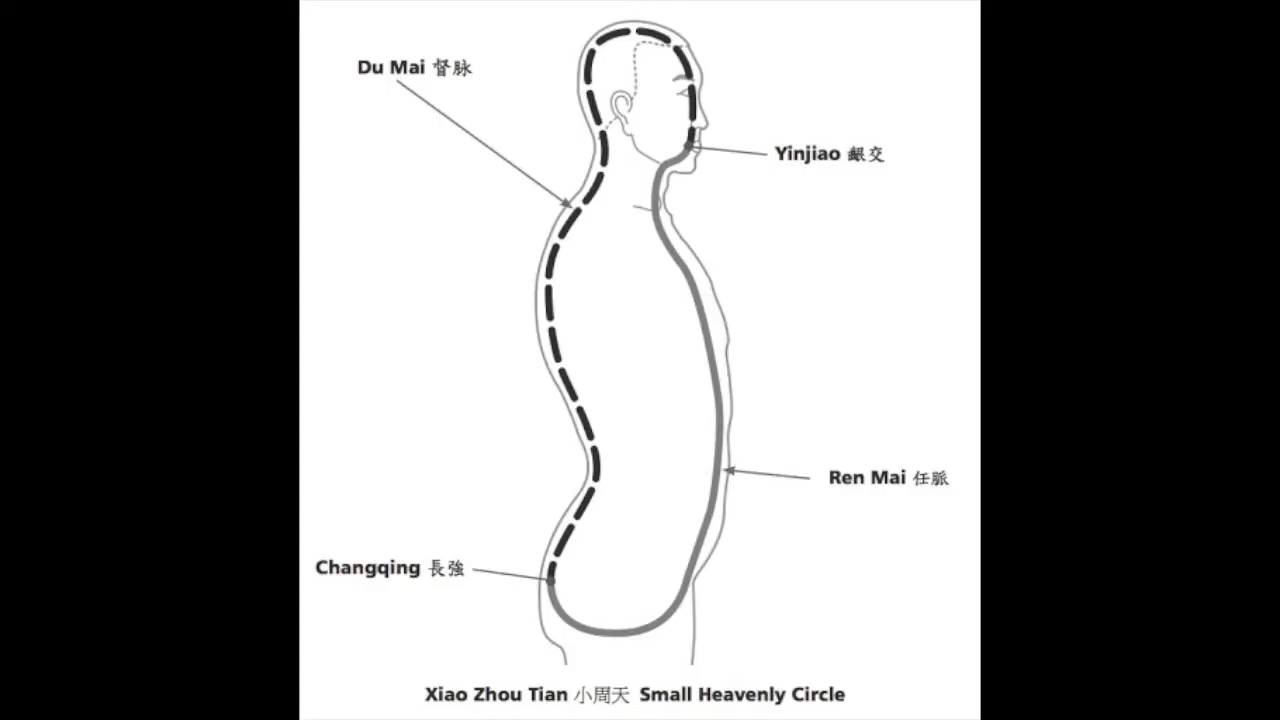 Du Mai 督脉
Yinjiao 齦交
Ren Mai 任脈
Changqing 長強
Xiao Zhou Tian 小周天 Small Heavenly Circle